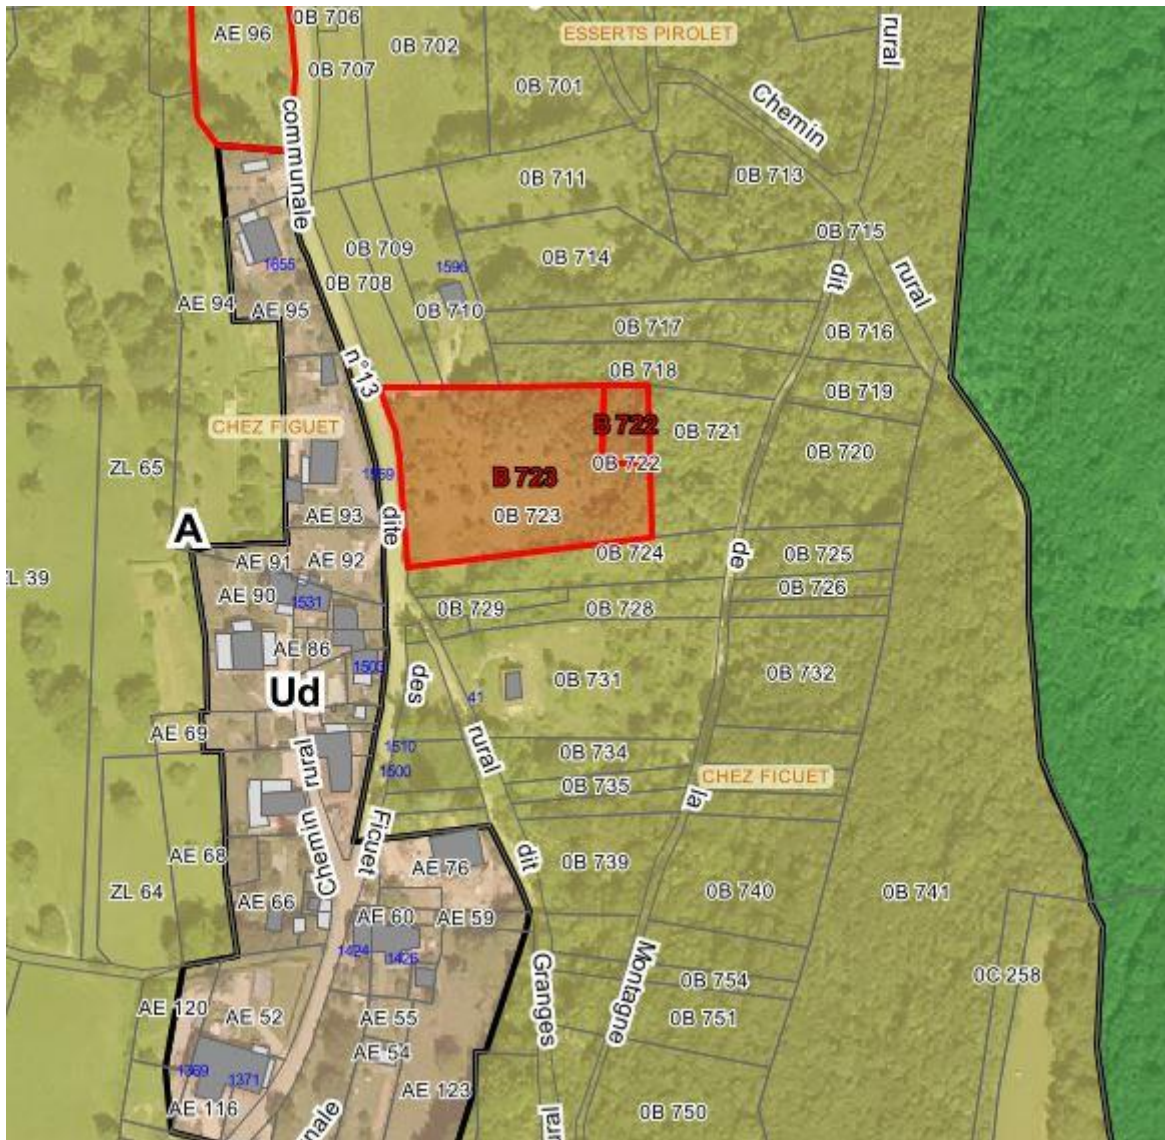 0B 706
AE 96
0B 702
ESSERTS PIROLET
rural
0B 707
0B 701
Chemin
communale
0B 711
0B 713
0B 715
0B 709
0B 714
1655
1596
0B 708
dit
rural
AE 94
AE 95
0B 710
0B 717
0B 716
n°13
0B 718
0B 719
CHEZ FIGUET
B 722
0B 721
0B 720
ZL 65
0B 722
B 723
AE 93
0B 723
A
dite
AE 91
AE 92
0B 724
de
0B 725
ZL 39
AE 90
0B 726
1531
0B 729
0B 728
AE 86
1503
des
0B 731
0B 732
Ud
41
AE 69
rural
rural
1510
0B 734
1500
0B 735
CHEZ FICUET
la
Chemin
Ficuet
AE 68
AE 76
dit
0B 739
ZL 64
AE 66
0B 740
0B 741
AE 60
AE 59
1424
1426
Granges
Montagne
0B 754
0C 258
AE 120
AE 52
AE 55
0B 751
AE 54
1369
1371
AE 123
AE 116
nale
rural
0B 750